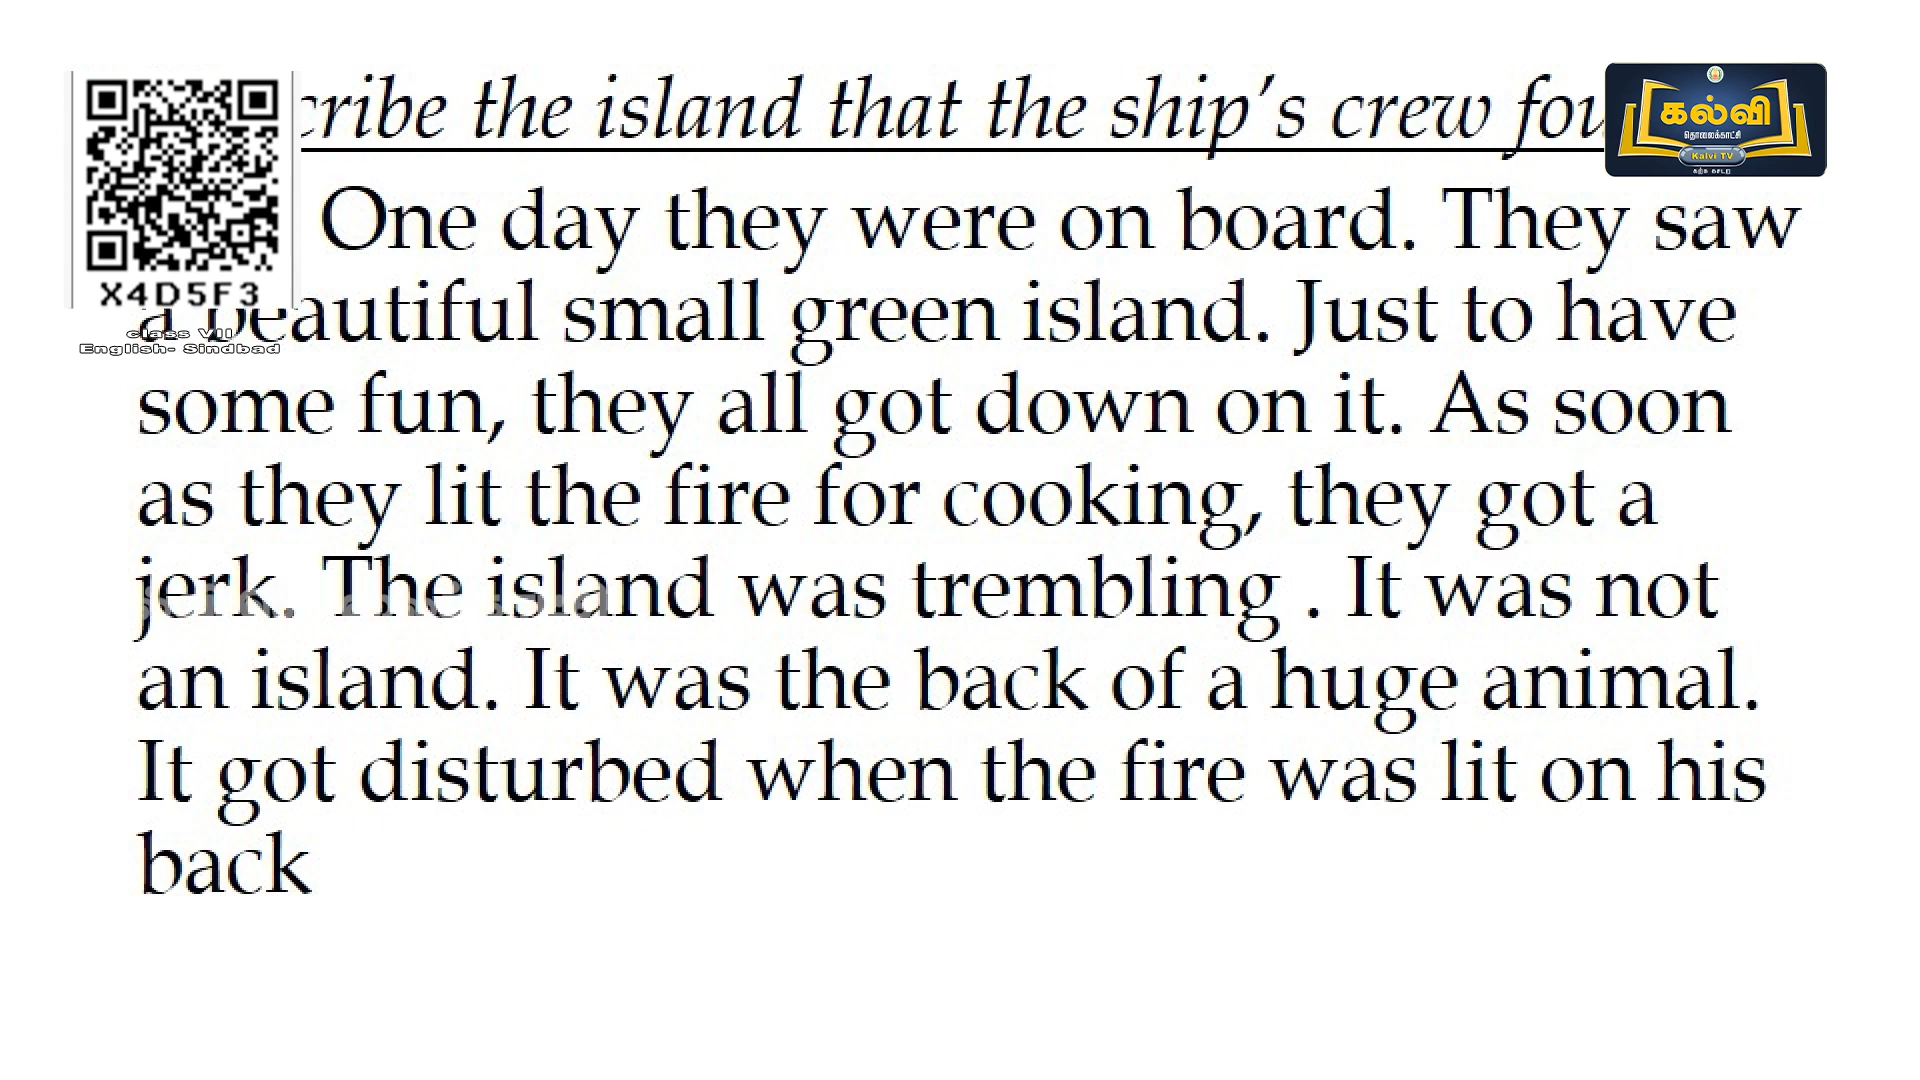 cribe the island that the ship's crew fou
கல்வி
தொலைக்காட்சி
Kalvi TV
கற்க கசடற
One day they were on board. They saw
a beautiful small green island. Just to have
some fun, they all got down on it. As soon
as they lit the fire for cooking, they got a
jerk. The island was trembling . It was not
an island. It was the back of a huge animal.
It got disturbed when the fire was lit on his
back
X4D5F3
class VII
English- Sindbad